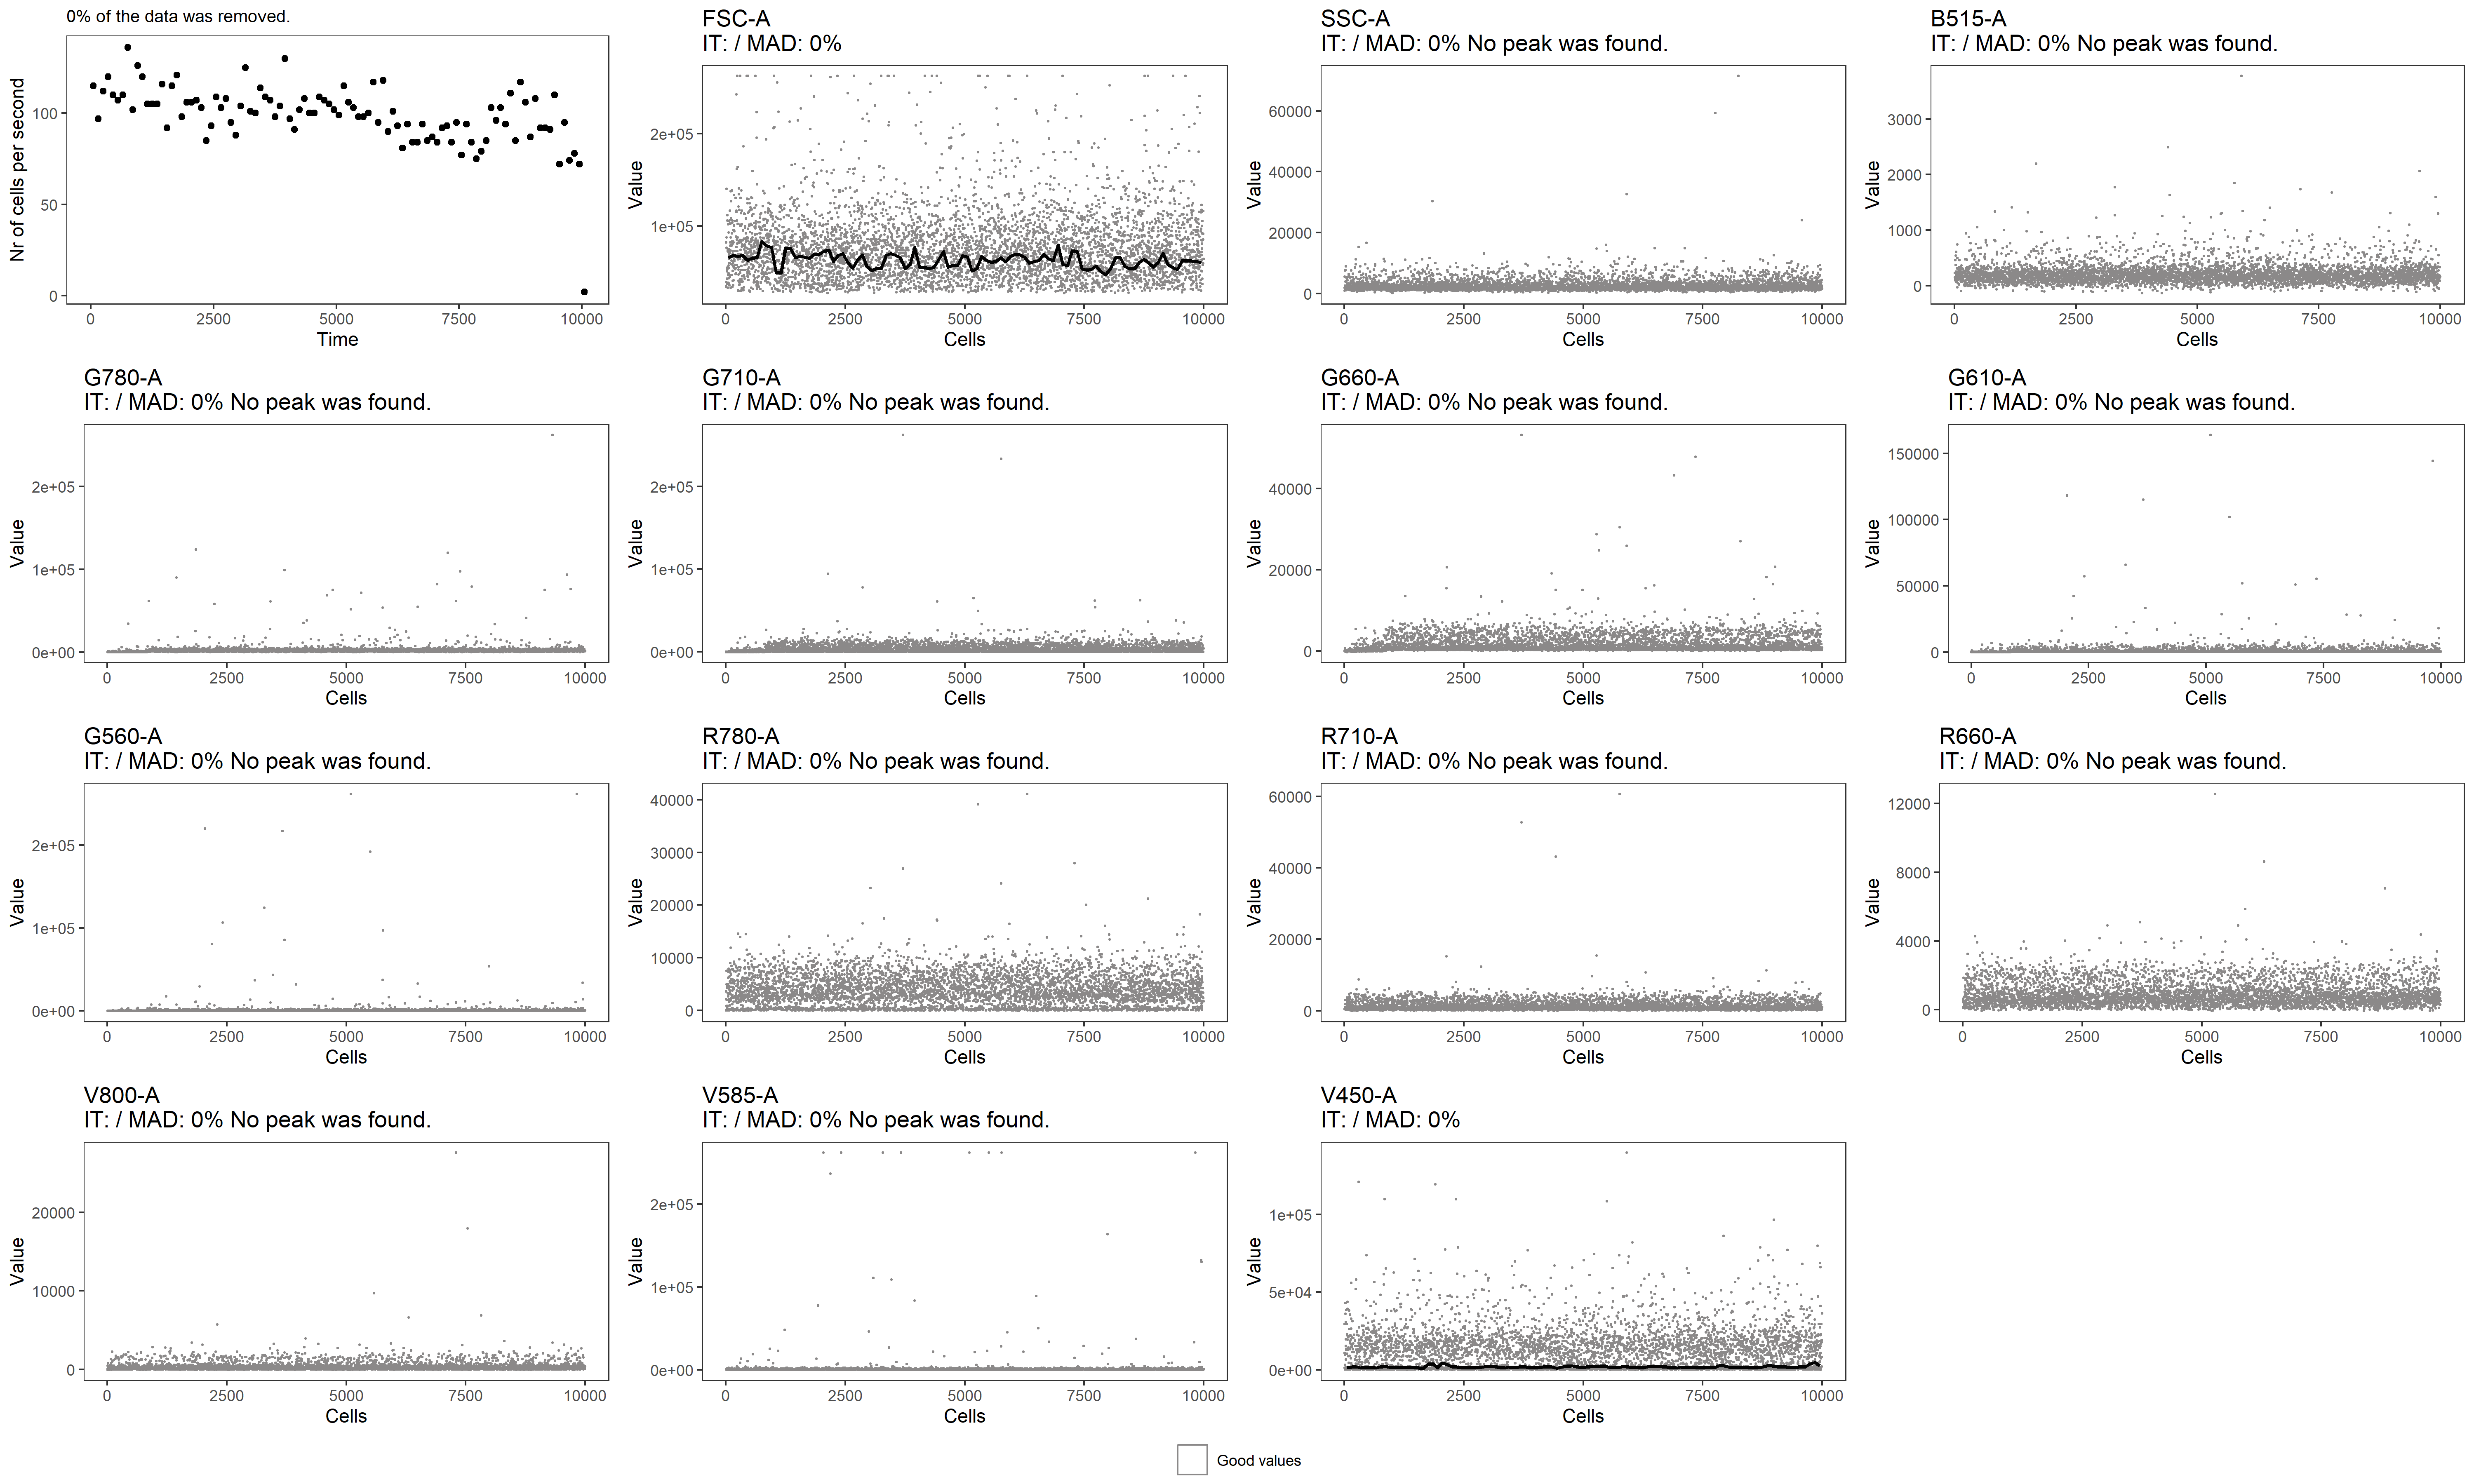 0% of the data was removed.
Nr of cells per second
100
50
0
0 2500 5000 7500 10000
Time
FSC-A
IT: / MAD: 0%
Value
2e+05
1e+05
0 2500 5000 7500 10000
Cells
SSC-A
IT: / MAD: 0% No peak was found.
Value
60000
40000
20000
0
0 2500 5000 7500 10000
Cells
B515-A
IT: / MAD: 0% No peak was found.
Value
3000
2000
1000
0
0 2500 5000 7500 10000
Cells
G780-A
IT: / MAD: 0% No peak was found.
Value
2e+05
1e+05
0e+00
0 2500 5000 7500 10000
Cells
G710-A
IT: / MAD: 0% No peak was found.
Value
2e+05
1e+05
0e+00
0 2500 5000 7500 10000
Cells
G660-A
IT: / MAD: 0% No peak was found.
Value
40000
20000
0
0 2500 5000 7500 10000
Cells
G610-A
IT: / MAD: 0% No peak was found.
Value
150000
100000
50000
0
0 2500 5000 7500 10000
Cells
G560-A
IT: / MAD: 0% No peak was found.
Value
2e+05
1e+05
0e+00
0 2500 5000 7500 10000
Cells
R780-A
IT: / MAD: 0% No peak was found.
Value
40000
30000
20000
10000
0
0 2500 5000 7500 10000
Cells
R710-A
IT: / MAD: 0% No peak was found.
Value
60000
40000
20000
0
0 2500 5000 7500 10000
Cells
R660-A
IT: / MAD: 0% No peak was found.
Value
12000
8000
4000
0
0 2500 5000 7500 10000
Cells
V800-A
IT: / MAD: 0% No peak was found.
Value
20000
10000
0
0 2500 5000 7500 10000
Cells
V585-A
IT: / MAD: 0% No peak was found.
Value
2e+05
1e+05
0e+00
0 2500 5000 7500 10000
Cells
V450-A
IT: / MAD: 0%
Value
1e+05
5e+04
0e+00
0 2500 5000 7500 10000
Cells
Good values